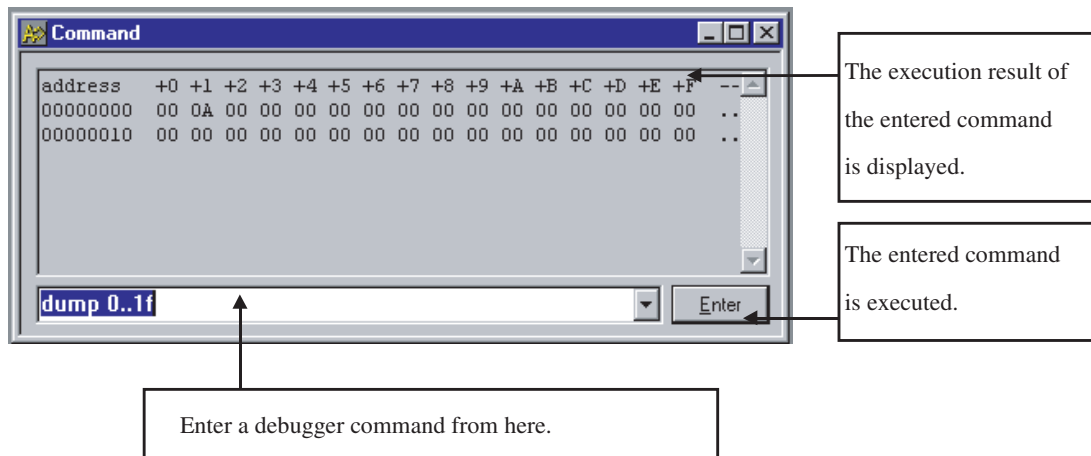 Command
address +0 +1 +2 +3 +4 +5 +6 +7 +8 +9 +A +B +C +D +E +F --
00000000 00 0A 00 00 00 00 00 00 00 00 00 00 00 00 00 00 ..
00000010 00 00 00 00 00 00 00 00 00 00 00 00 00 00 00 00 ..
dump 0..1f
Enter
The execution result of
the entered command
is displayed.
The entered command
is executed.
Enter a debugger command from here.